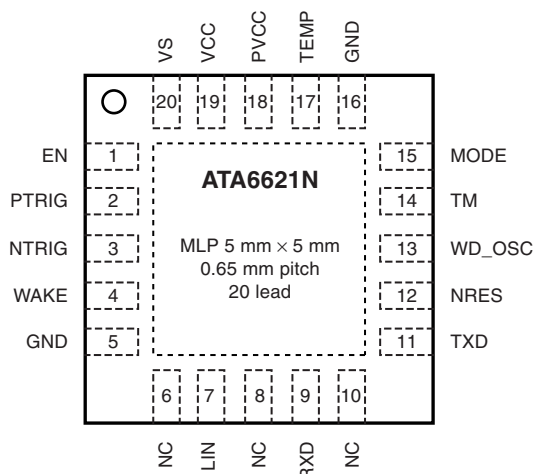 VS
VCC
PVCC
TEMP
GND
20
19
18
17
16
EN
1
PTRIG
2
NTRIG
3
WAKE
4
GND
5
ATA6621N
MLP 5 mm × 5 mm
0.65 mm pitch
20 lead
15
MODE
14
TM
13
WD_OSC
12
NRES
11
TXD
6
7
8
9
10
NC
LIN
NC
RXD
NC